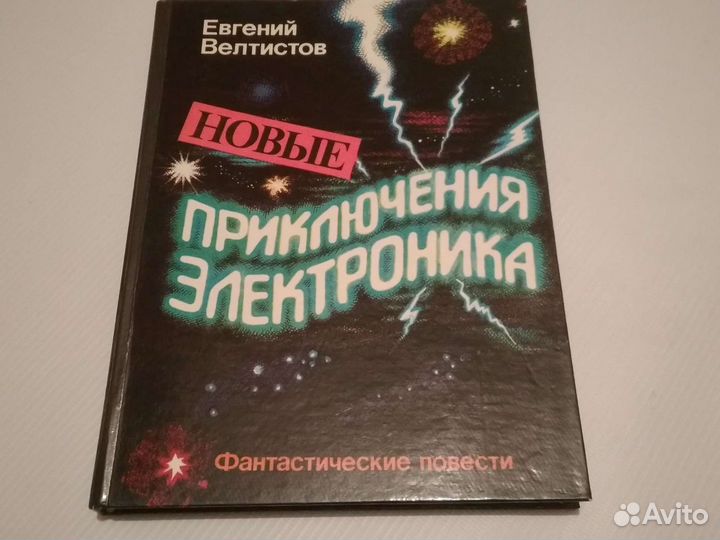 Евгений
Велтистов
НОВЫЕ
ПРИКЛЮЧЕНИЯ
ЭЛЕКТРОНИКА
Фантастические повести
Avito